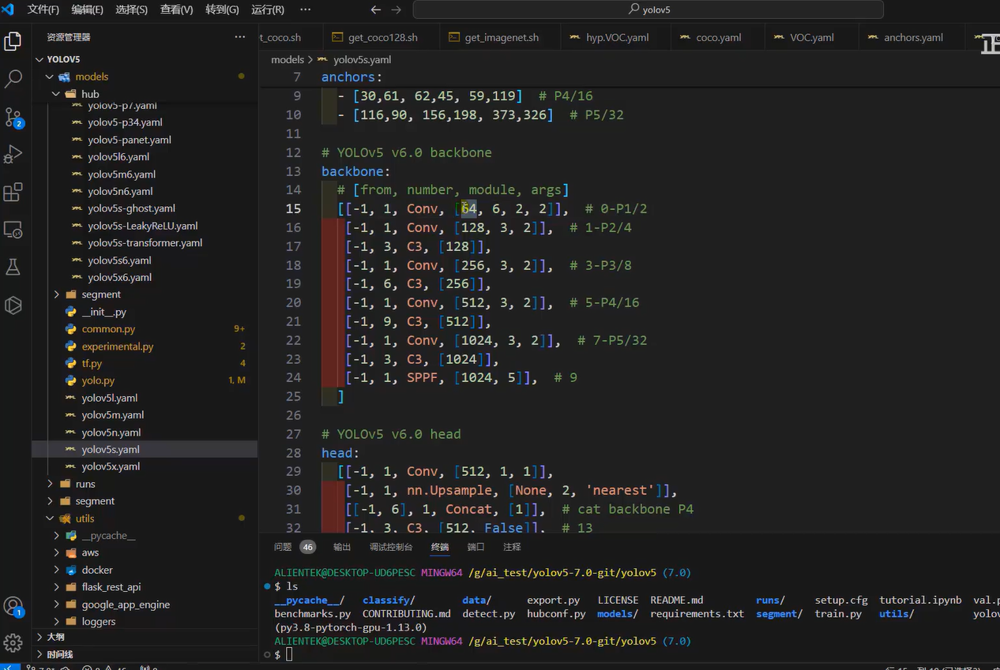 文件(F) 编辑(E) 选择(S) 查看(V) 转到(G) 运行(R) ··· ← → yolov5
资源管理器 ···
YOLOV5
models
hub
yolov5-p7.yaml
yolov5-p34.yaml
yolov5-panet.yaml
yolov5l6.yaml
yolov5m6.yaml
yolov5n6.yaml
yolov5s-ghost.yaml
yolov5s-LeakyReLU.yaml
yolov5s-transformer.yaml
yolov5s6.yaml
yolov5x6.yaml
segment
__init__.py
common.py 9+
experimental.py 2
tf.py 4
yolo.py 1, M
yolov5l.yaml
yolov5m.yaml
yolov5n.yaml
yolov5s.yaml
yolov5x.yaml
runs
segment
utils
__pycache__
aws
docker
flask_rest_api
google_app_engine
loggers
大纲
时间线
2
1
t_coco.sh get_coco128.sh get_imagenet.sh hyp.VOC.yaml coco.yaml VOC.yaml anchors.yaml
models > yolov5s.yaml
7 anchors:
9 - [30,61, 62,45, 59,119] # P4/16
10 - [116,90, 156,198, 373,326] # P5/32
11
12 # YOLOv5 v6.0 backbone
13 backbone:
14 # [from, number, module, args]
15 [[-1, 1, Conv, [64, 6, 2, 2]], # 0-P1/2
16 [-1, 1, Conv, [128, 3, 2]], # 1-P2/4
17 [-1, 3, C3, [128]],
18 [-1, 1, Conv, [256, 3, 2]], # 3-P3/8
19 [-1, 6, C3, [256]],
20 [-1, 1, Conv, [512, 3, 2]], # 5-P4/16
21 [-1, 9, C3, [512]],
22 [-1, 1, Conv, [1024, 3, 2]], # 7-P5/32
23 [-1, 3, C3, [1024]],
24 [-1, 1, SPPF, [1024, 5]], # 9
25 ]
26
27 # YOLOv5 v6.0 head
28 head:
29 [[-1, 1, Conv, [512, 1, 1]],
30 [-1, 1, nn.Upsample, [None, 2, 'nearest']],
31 [[-1, 6], 1, Concat, [1]], # cat backbone P4
32 [-1, 3, C3, [512, False]], # 13
问题 46 输出 调试控制台 终端 端口 注释
ALIENTEK@DESKTOP-UD6PESC MINGW64 /g/ai_test/yolov5-7.0-git/yolov5 (7.0)
$ ls
__pycache__/ classify/ data/ export.py LICENSE README.md runs/ setup.cfg tutorial.ipynb val.p
benchmarks.py CONTRIBUTING.md detect.py hubconf.py models/ requirements.txt segment/ train.py utils/ yolov
(py3.8-pytorch-gpu-1.13.0)
ALIENTEK@DESKTOP-UD6PESC MINGW64 /g/ai_test/yolov5-7.0-git/yolov5 (7.0)
$